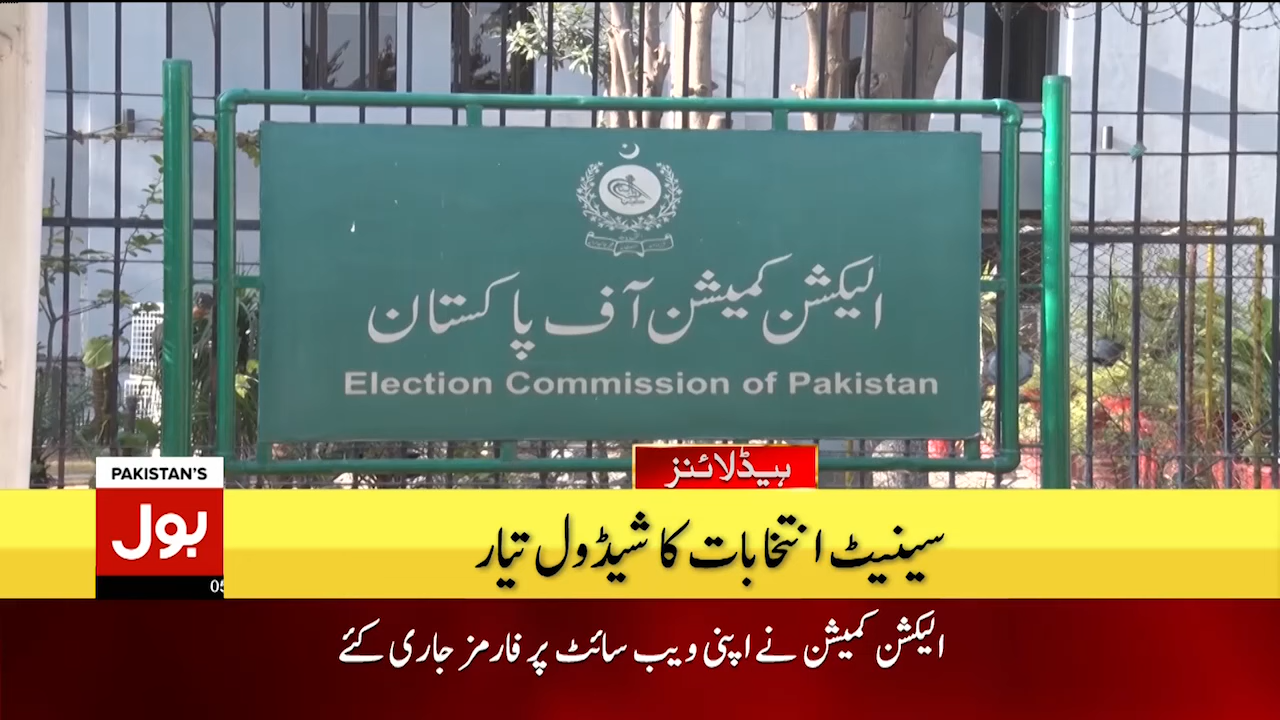 الیکشن کمیشن آف پاکستان
Election Commission of Pakistan
ہیڈلائنز
PAKISTAN'S
بول
سینیٹ انتخابات کا شیڈول تیار
05
الیکشن کمیشن نے اپنی ویب سائٹ پر فارمز جاری کئے